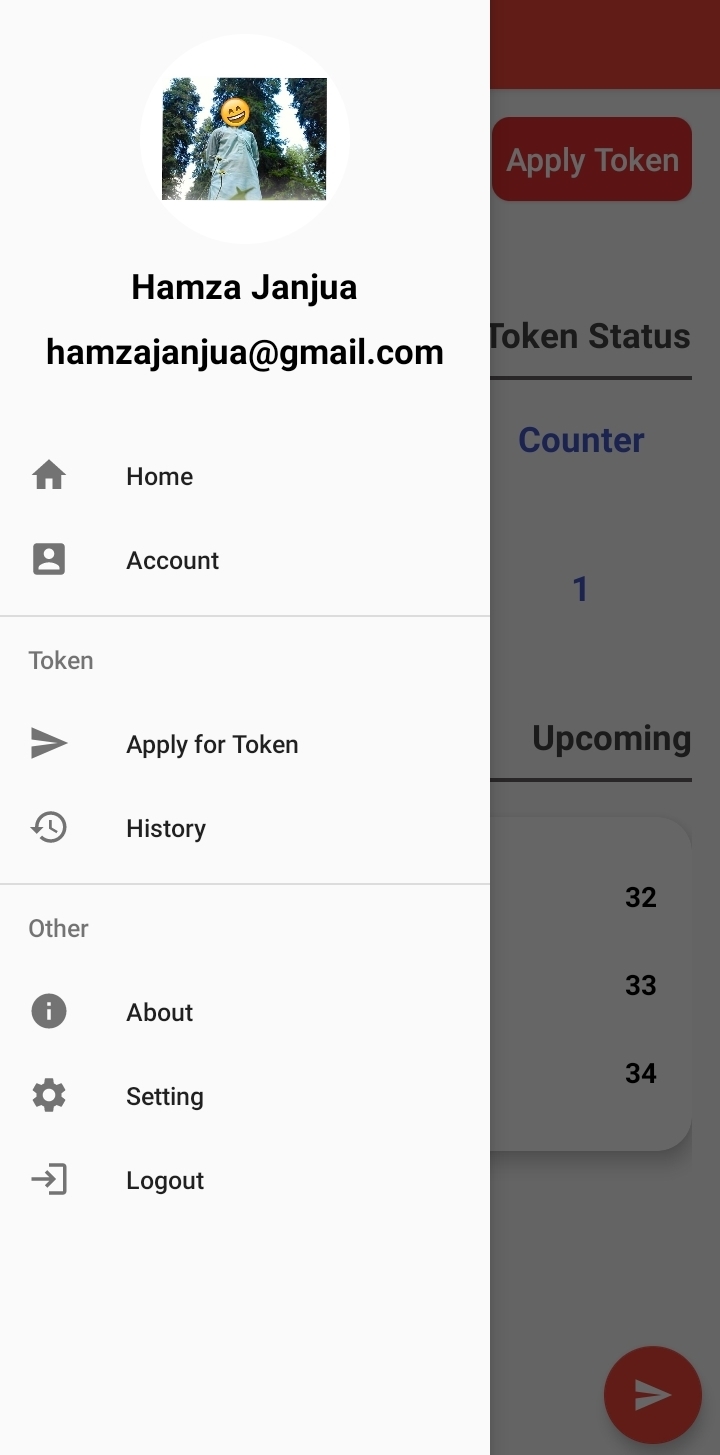 Hamza Janjua
hamzajanjua@gmail.com
Home
Account
Token
Apply for Token
History
Other
About
Setting
Logout
Apply Token
Token Status
Counter
1
Upcoming
32
33
34